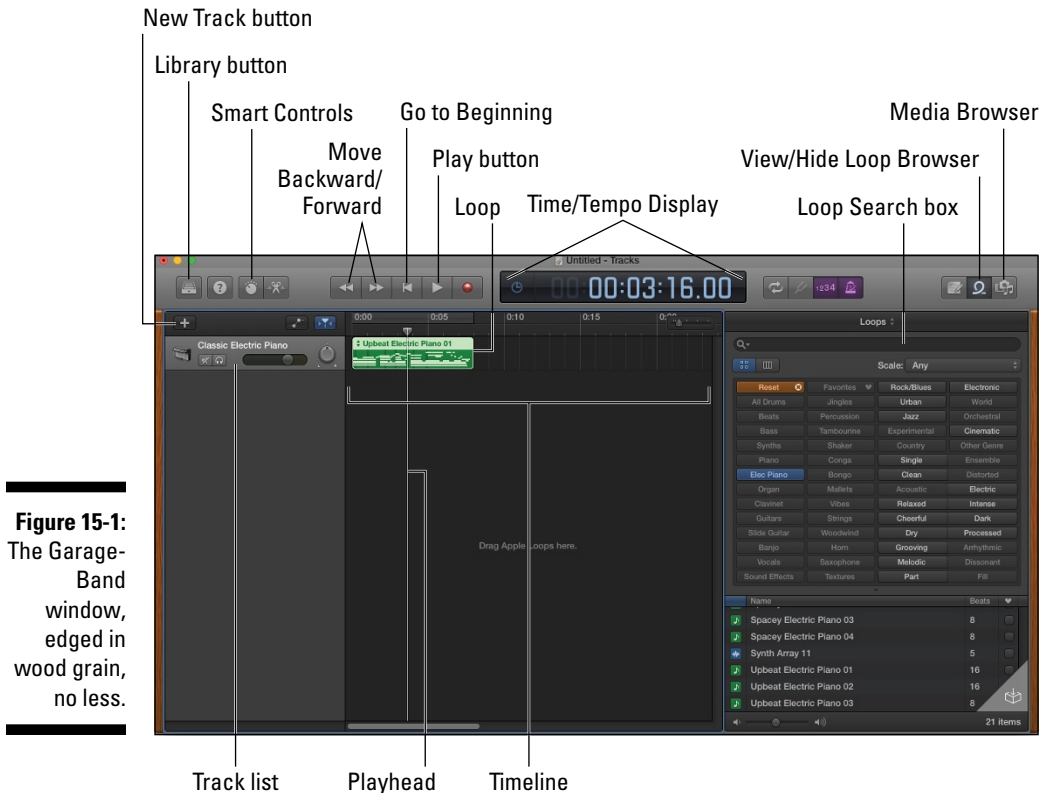 New Track button
Library button
Smart Controls
Go to Beginning
Media Browser
Move
Backward/
Forward
Play button
View/Hide Loop Browser
Loop
Time/Tempo Display
Loop Search box
Untitled - Tracks
00:00:03:16.00
1234
0:00
0:05
0:10
0:15
Loops
Classic Electric Piano
Upbeat Electric Piano 01
Scale: Any
Reset Favorites Rock/Blues Electronic
All Drums Jingles Urban World
Beats Percussion Jazz Orchestral
Bass Tambourine Experimental Cinematic
Synths Shaker Country Other Genre
Piano Conga Single Ensemble
Elec Piano Bongo Clean Distorted
Organ Mallets Acoustic Electric
Clavinet Vibes Relaxed Intense
Guitars Strings Cheerful Dark
Slide Guitar Woodwind Dry Processed
Banjo Horn Grooving Arrhythmic
Vocals Saxophone Melodic Dissonant
Sound Effects Textures Part Fill
Drag Apple Loops here.
Name Beats
Spacey Electric Piano 03 8
Spacey Electric Piano 04 8
Synth Array 11 5
Upbeat Electric Piano 01 16
Upbeat Electric Piano 02 16
Upbeat Electric Piano 03 8
21 items
Figure 15-1:
The Garage-
Band
window,
edged in
wood grain,
no less.
Track list
Playhead
Timeline